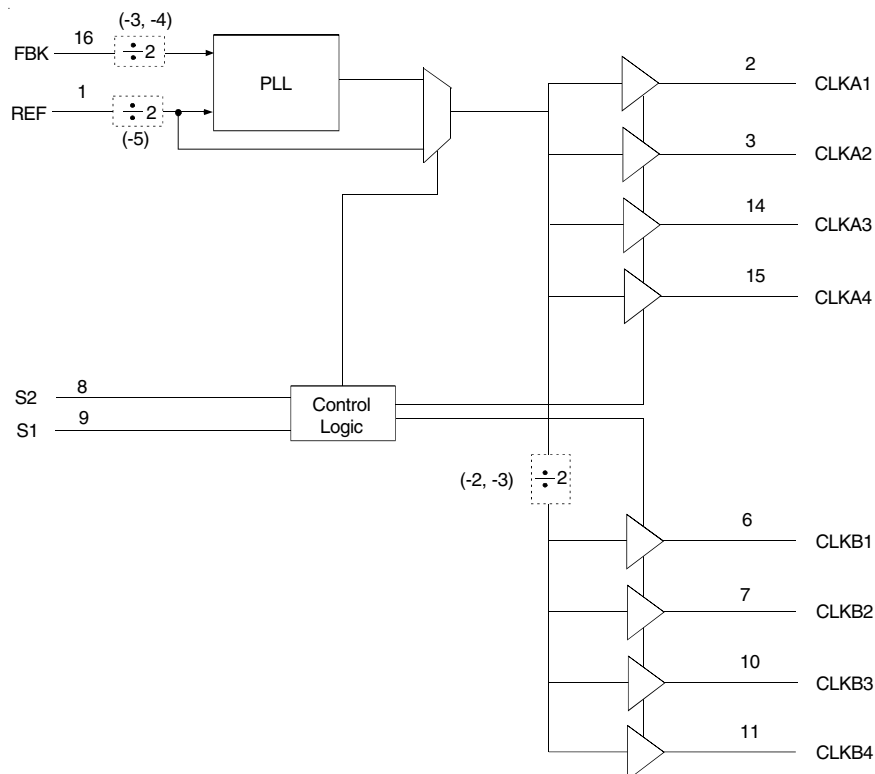 (-3, -4)
FBK 16 ÷2
PLL
REF 1 ÷2
(-5)
2 CLKA1
3 CLKA2
14 CLKA3
15 CLKA4
S2 8
S1 9
Control
Logic
(-2, -3) ÷2
6 CLKB1
7 CLKB2
10 CLKB3
11 CLKB4